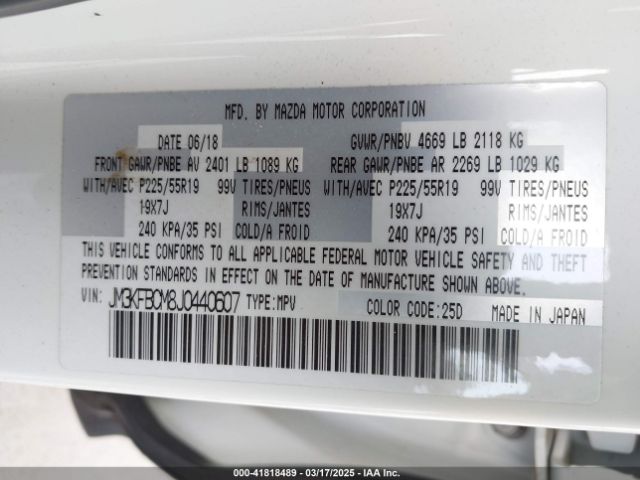 MFD. BY MAZDA MOTOR CORPORATION
DATE 06/18 GVWR/PNBV 4669 LB 2118 KG
FRONT GAWR/PNBE AV 2401 LB 1089 KG REAR GAWR/PNBE AR 2269 LB 1029 KG
WITH/AVEC P225/55R19 99V TIRES/PNEUS WITH/AVEC P225/55R19 99V TIRES/PNEUS
19X7J RIMS/JANTES 19X7J RIMS/JANTES
240 KPA/35 PSI COLD/A FROID 240 KPA/35 PSI COLD/A FROID
THIS VEHICLE CONFORMS TO ALL APPLICABLE FEDERAL MOTOR VEHICLE SAFETY AND THEFT
PREVENTION STANDARDS IN EFFECT ON THE DATE OF MANUFACTURE SHOWN ABOVE.
VIN: JM3KFBCM8J0440607 TYPE:MPV COLOR CODE:25D MADE IN JAPAN
000-41818489 - 03/17/2025 - IAA Inc.